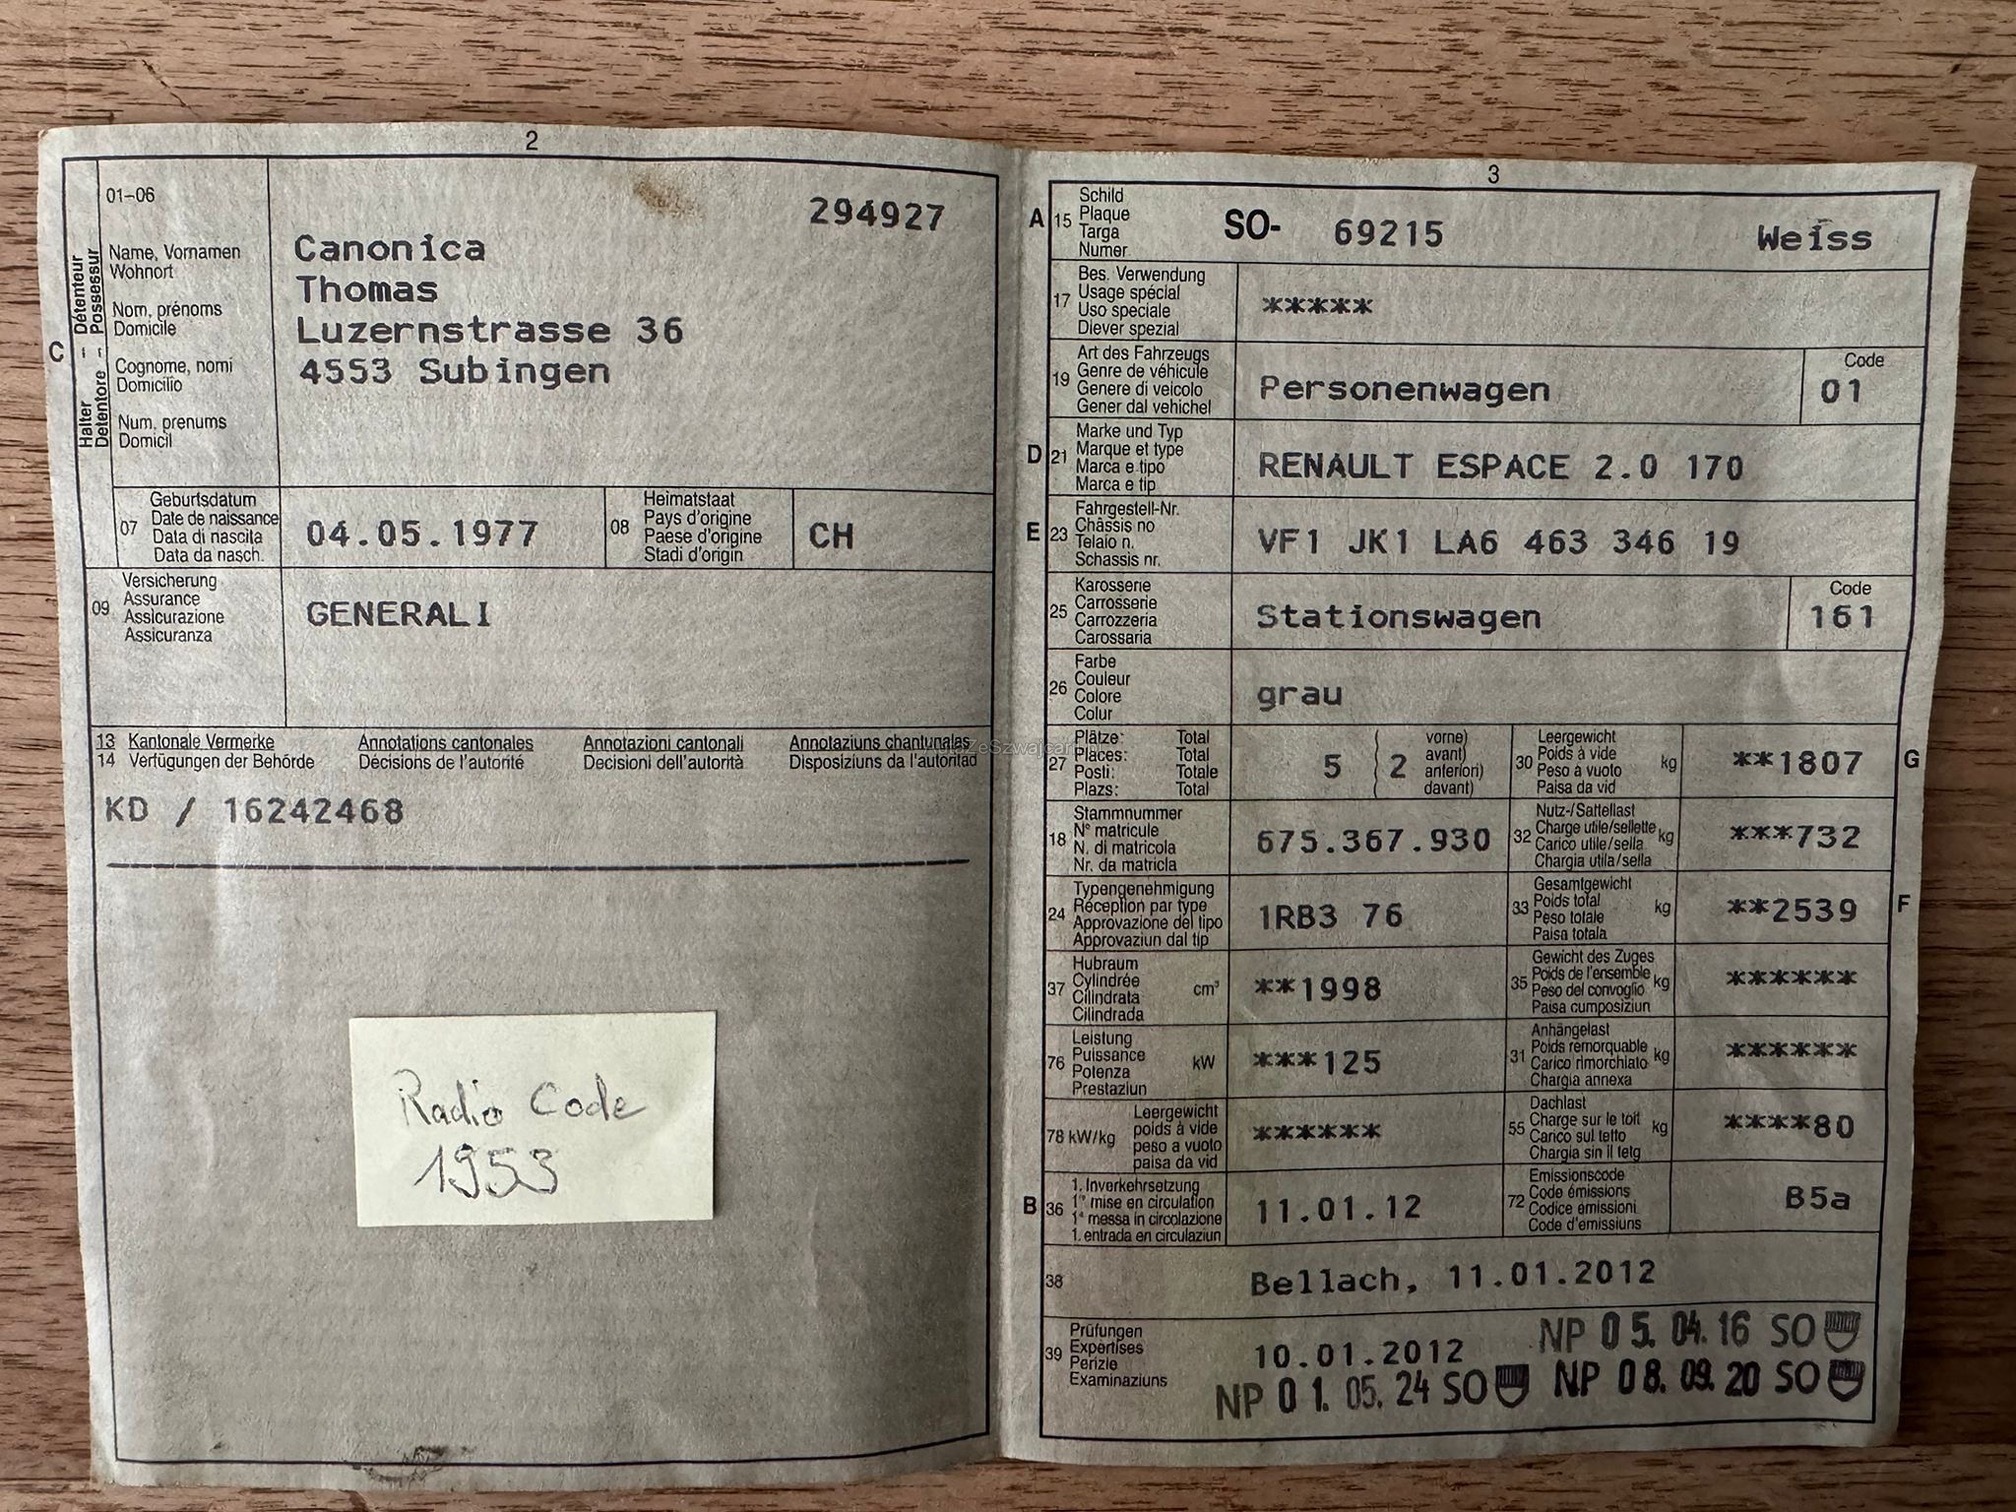 2
01–06
294927
Halter – Détenteur
Detentore – Possessur
C
Name, Vornamen
Wohnort
Nom, prénoms
Domicile
Cognome, nomi
Domicilio
Num, prenums
Domicil
Canonica
Thomas
Luzernstrasse 36
4553 Subingen
07
Geburtsdatum
Date de naissance
Data di nascita
Data da nasch.
04.05.1977
08
Heimatstaat
Pays d'origine
Paese d'origine
Stadi d'origin
CH
09
Versicherung
Assurance
Assicurazione
Assicuranza
GENERALI
13 Kantonale Vermerke Annotations cantonales Annotazioni cantonali Annotaziuns chantunalas
14 Verfügungen der Behörde Décisions de l'autorité Decisioni dell'autorità Disposiziuns da l'autoritad
KD / 16242468
Radio Code
1953
3
A 15
Schild
Plaque
Targa
Numer
SO- 69215 Weiss
17
Bes. Verwendung
Usage spécial
Uso speciale
Diever spezial
*****
19
Art des Fahrzeugs
Genre de véhicule
Genere di veicolo
Gener dal vehichel
Personenwagen
Code
01
D 21
Marke und Typ
Marque et type
Marca e tipo
Marca e tip
RENAULT ESPACE 2.0 170
E 23
Fahrgestell-Nr.
Châssis no
Telaio n.
Schassis nr.
VF1 JK1 LA6 463 346 19
25
Karosserie
Carrosserie
Carrozzeria
Carossaria
Stationswagen
Code
161
26
Farbe
Couleur
Colore
Colur
grau
27
Plätze: Total
Places: Total
Posti: Totale
Plazs: Total
5 ( 2
vorne)
avant)
anteriori)
davant)
30
Leergewicht
Poids à vide
Peso à vuoto
Paisa da vid
kg
**1807
G
18
Stammnummer
N° matricule
N. di matricola
Nr. da matricla
675.367.930
32
Nutz-/Sattellast
Charge utile/sellette
Carico utile/sella
Chargia utila/sella
kg
***732
24
Typengenehmigung
Réception par type
Approvazione del tipo
Approvaziun dal tip
1RB3 76
33
Gesamtgewicht
Poids total
Peso totale
Paisa totala
kg
**2539
F
37
Hubraum
Cylindrée
Cilindrata
Cilindrada
cm³
**1998
35
Gewicht des Zuges
Poids de l'ensemble
Peso del convoglio
Paisa cumposiziun
kg
******
76
Leistung
Puissance
Potenza
Prestaziun
kW
***125
31
Anhängelast
Poids remorquable
Carico rimorchiato
Chargia annexa
kg
******
78 kW/kg
Leergewicht
poids à vide
peso a vuoto
paisa da vid
******
55
Dachlast
Charge sur le toit
Carico sul tetto
Chargia sin il tetg
kg
****80
B 36
1. Inverkehrsetzung
1re mise en circulation
1a messa in circolazione
1. entrada en circulaziun
11.01.12
72
Emissionscode
Code émissions
Codice emissioni
Code d'emissiuns
B5a
38
Bellach, 11.01.2012
39
Prüfungen
Expertises
Perizie
Examinaziuns
10.01.2012
NP 05.04.16 SO
NP 01.05.24 SO
NP 08.09.20 SO